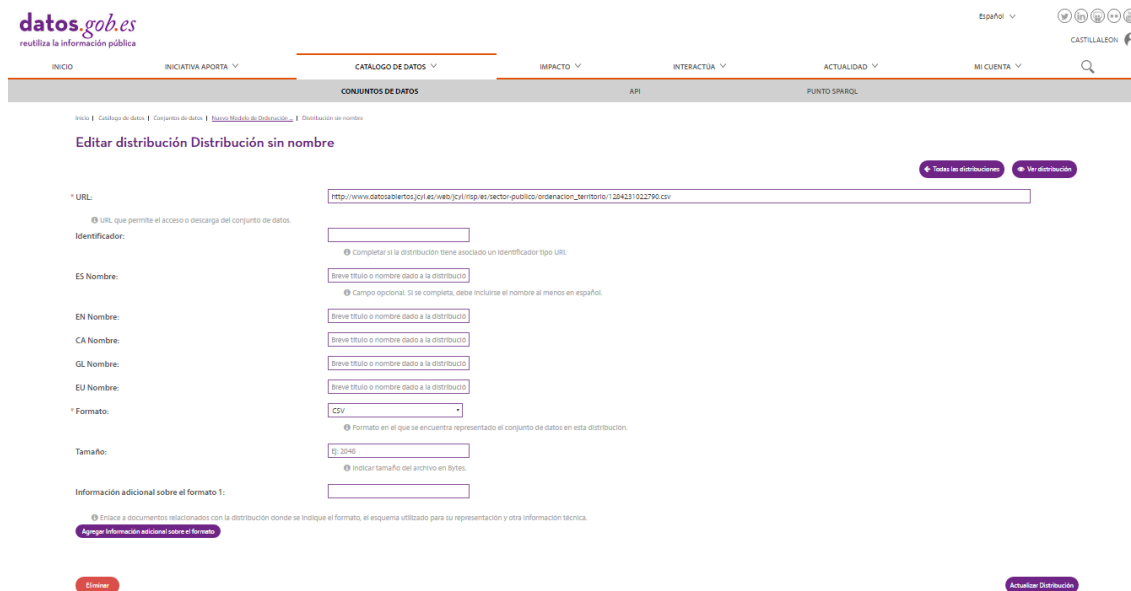 Español
datos.gob.es
reutiliza la información pública
CASTILLALEON
INICIO INICIATIVA APORTA CATÁLOGO DE DATOS IMPACTO INTERACTÚA ACTUALIDAD MI CUENTA
CONJUNTOS DE DATOS API PUNTO SPARQL
Inicio | Catálogo de datos | Conjuntos de datos | Nuevo Modelo de Ordenación ... | Distribución sin nombre
Editar distribución Distribución sin nombre
Todas las distribuciones Ver distribución
* URL: http://www.datosabiertos.jcyl.es/web/jcyl/risp/es/sector-publico/ordenacion_territorio/1284231022790.csv
URL que permite el acceso o descarga del conjunto de datos.
Identificador:
Completar si la distribución tiene asociado un identificador tipo URI.
ES Nombre: Breve título o nombre dado a la distribució
Campo opcional. Si se completa, debe incluirse el nombre al menos en español.
EN Nombre: Breve título o nombre dado a la distribució
CA Nombre: Breve título o nombre dado a la distribució
GL Nombre: Breve título o nombre dado a la distribució
EU Nombre: Breve título o nombre dado a la distribució
* Formato: CSV
Formato en el que se encuentra representado el conjunto de datos en esta distribución.
Tamaño: Ej: 2048
Indicar tamaño del archivo en Bytes.
Información adicional sobre el formato 1:
Enlace a documentos relacionados con la distribución donde se indique el formato, el esquema utilizado para su representación y otra información técnica.
Agregar Información adicional sobre el formato
Eliminar Actualizar Distribución